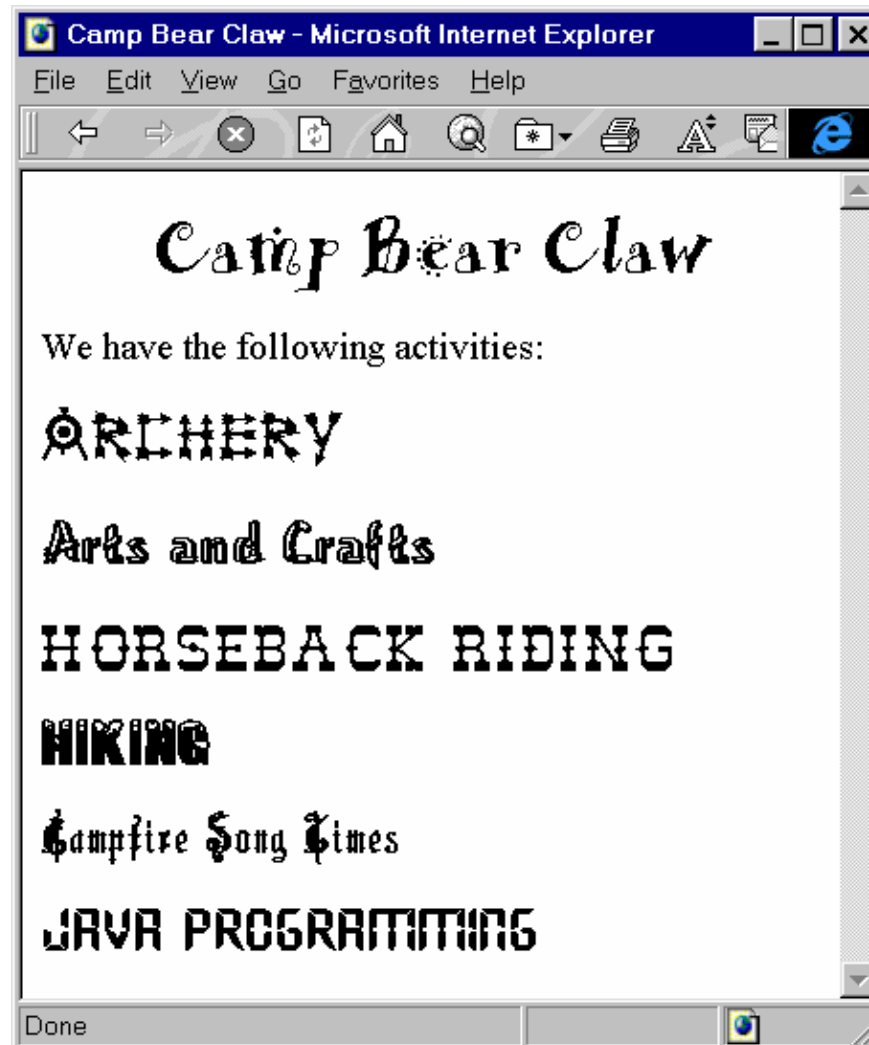 Camp Bear Claw - Microsoft Internet Explorer
File Edit View Go Favorites Help
Camp Bear Claw
We have the following activities:
ARCHERY
Arts and Crafts
HORSEBACK RIDING
HIKING
Campfire Song Times
JAVA PROGRAMMING
Done